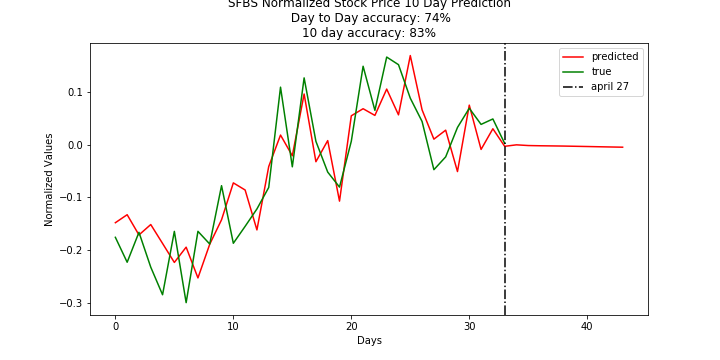 SFBS Normalized Stock Price 10 Day Prediction
Day to Day accuracy: 74%
10 day accuracy: 83%
predicted
true
april 27
Normalized Values
0.1
0.0
−0.1
−0.2
−0.3
0 10 20 30 40
Days